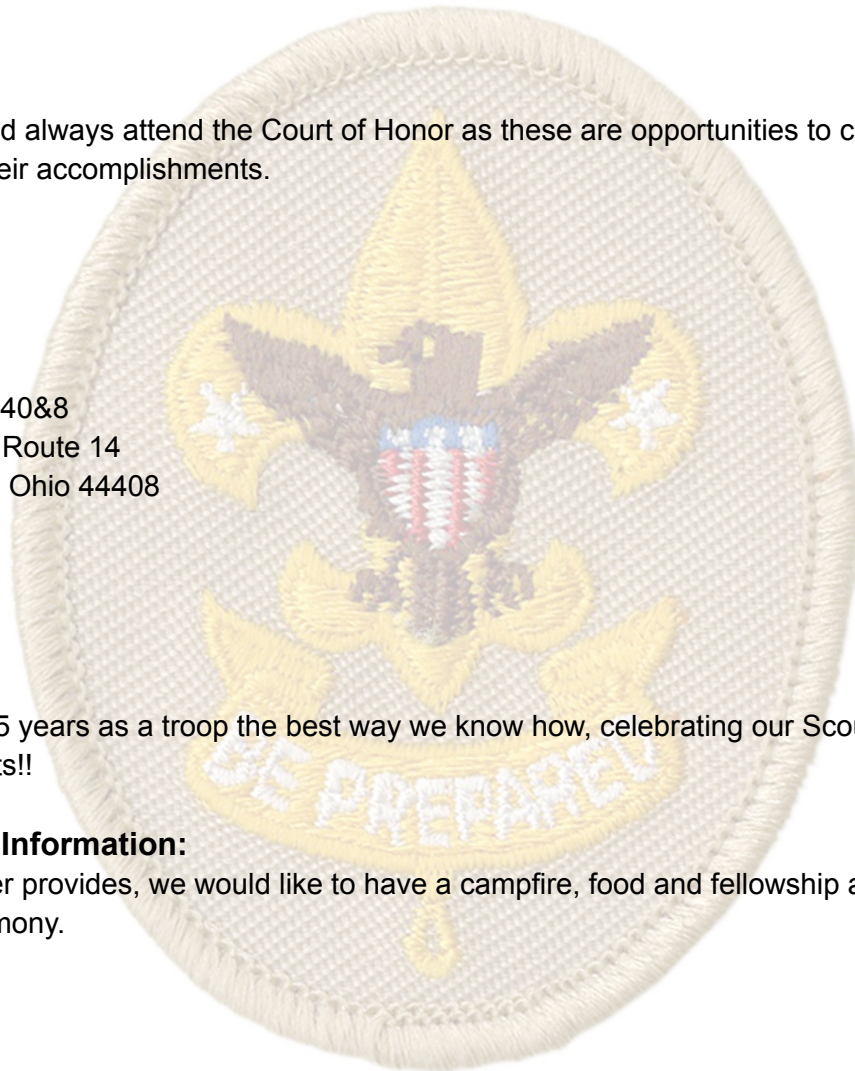 d always attend the Court of Honor as these are opportunities to c
eir accomplishments.
40&8
Route 14
Ohio 44408
5 years as a troop the best way we know how, celebrating our Scou
ts!!
BE PREPARED
Information:
er provides, we would like to have a campfire, food and fellowship a
mony.